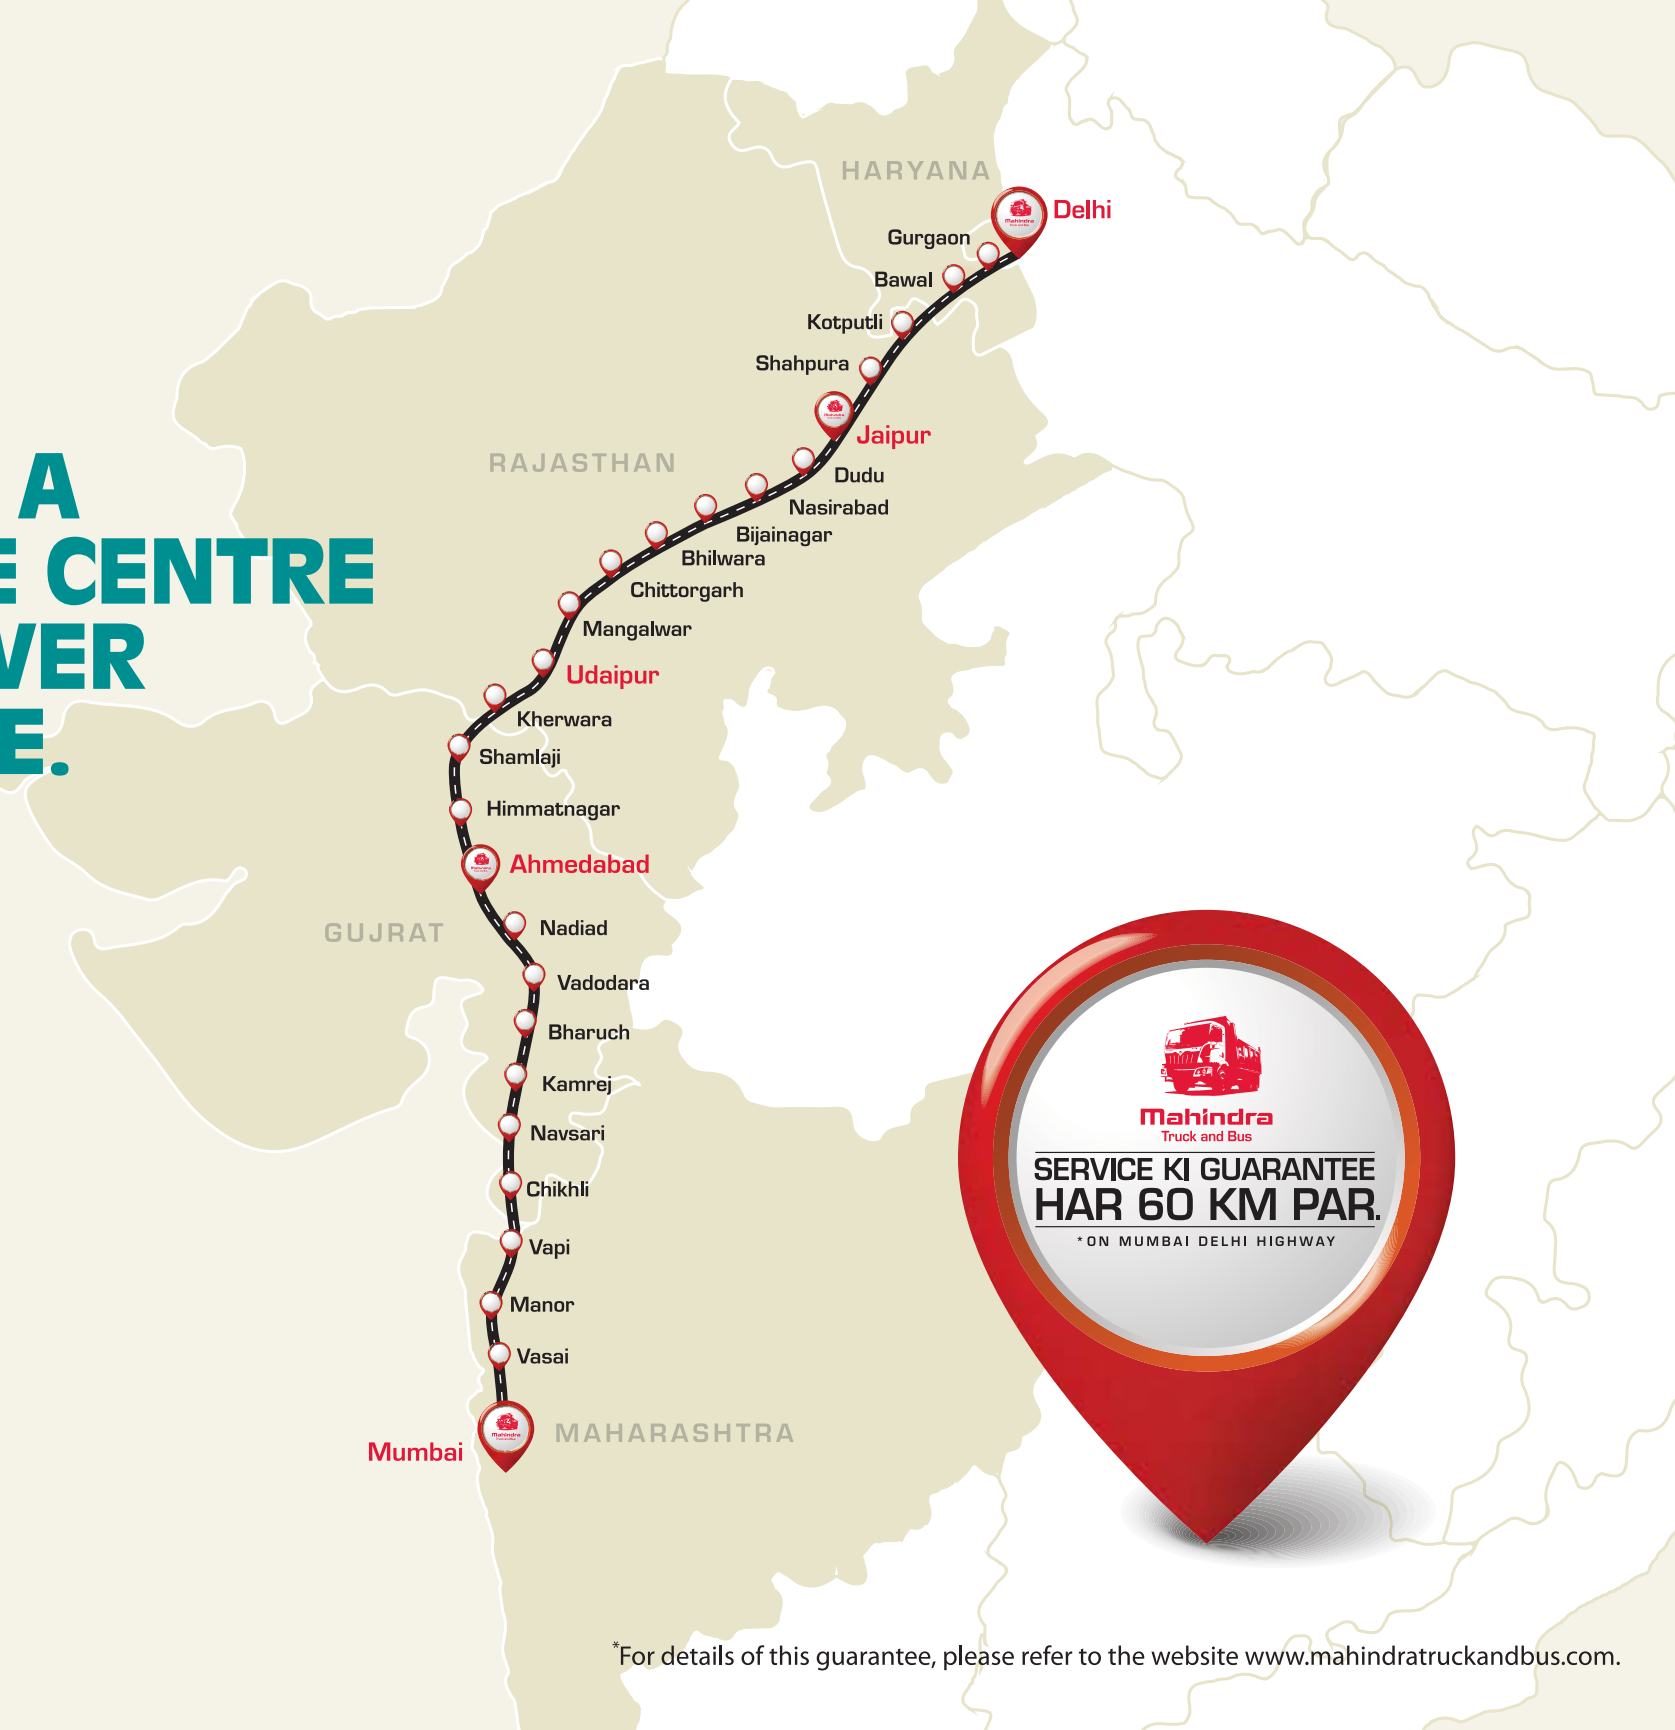 HARYANA
Delhi
Gurgaon
Bawal
Kotputli
Shahpura
Jaipur
RAJASTHAN
Dudu
A
Nasirabad
Bijainagar
CENTRE
Bhilwara
Chittorgarh
Mangalwar
Udaipur
Kherwara
Shamlaji
Himmatnagar
Ahmedabad
GUJRAT
Nadiad
Vadodara
Bharuch
Kamrej
Navsari
Chikhli
Vapi
Manor
Vasai
MAHARASHTRA
Mumbai
Mahindra
Truck and Bus
SERVICE KI GUARANTEE
HAR 60 KM PAR.
*ON MUMBAI DELHI HIGHWAY
*For details of this guarantee, please refer to the website www.mahindratruckandbus.com.